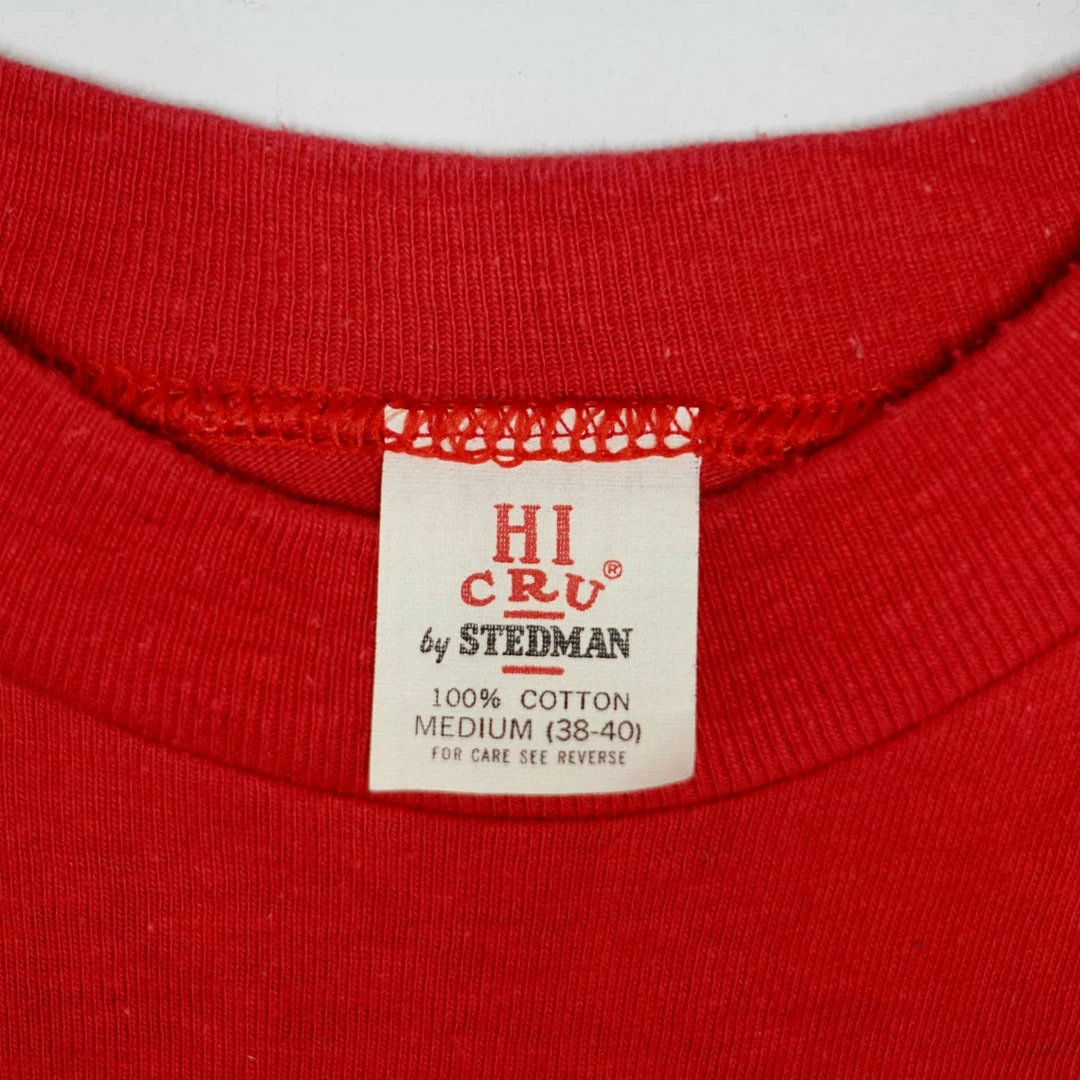 HI
CRU®
by STEDMAN
100% COTTON
MEDIUM (38-40)
FOR CARE SEE REVERSE